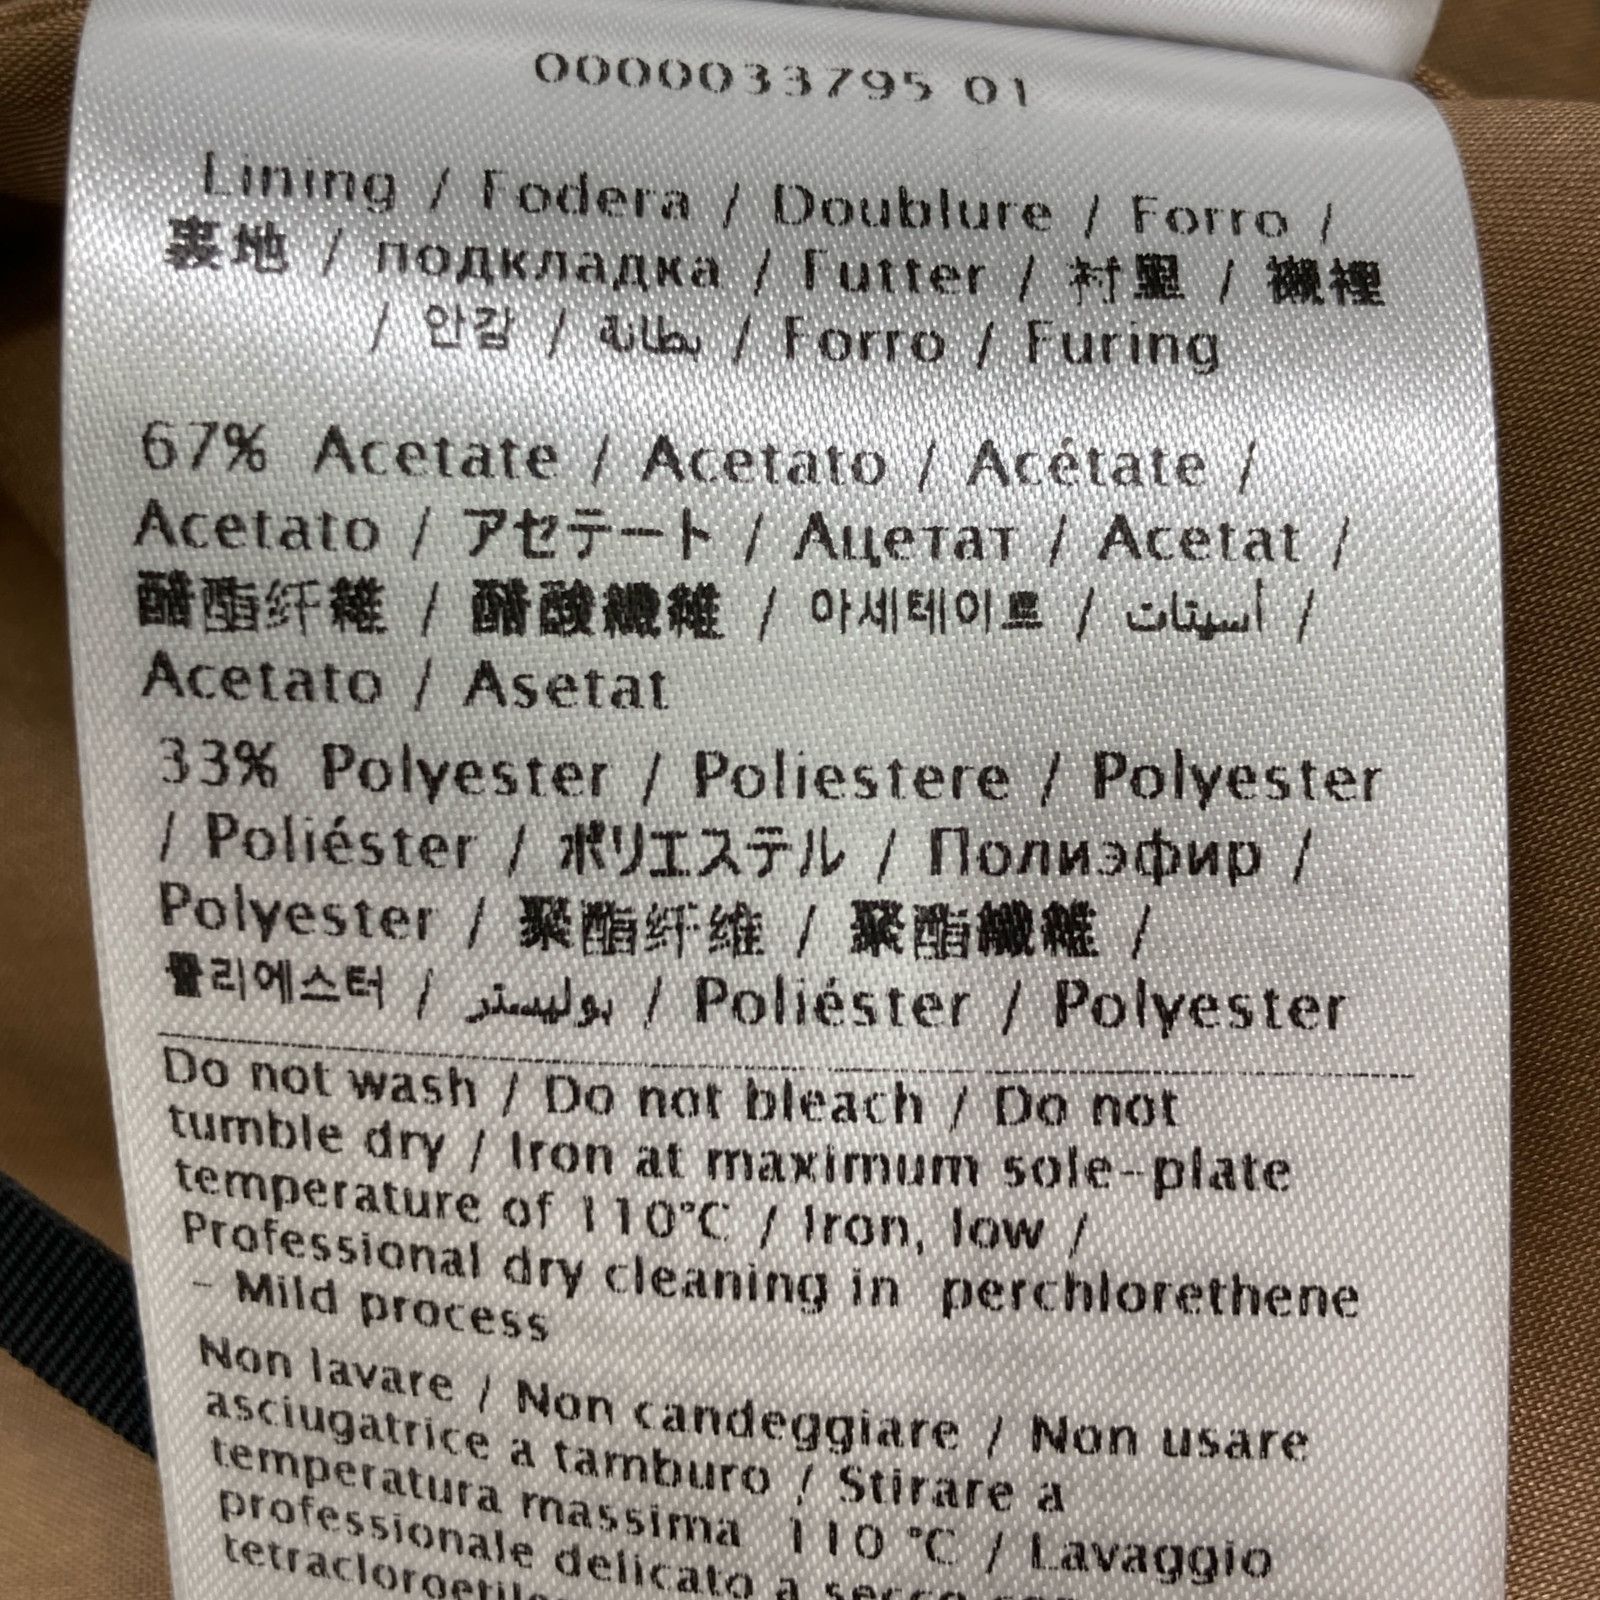 0000033795 01
Lining / Fodera / Doublure / Forro /
裏地 / подкладка / Futter / 衬里 / 襯裡
/ 안감 / بطانة / Forro / Furing
67% Acetate / Acetato / Acétate /
Acetato / アセテート / Ацетат / Acetat /
醋酯纤維 / 醋酸纖維 / 아세테이트 / أسيتات /
Acetato / Asetat
33% Polyester / Poliestere / Polyester
/ Poliéster / ポリエステル / Полиэфир /
Polyester / 聚酯纤维 / 聚酯纖維 /
폴리에스터 / بوليستر / Poliéster / Polyester
Do not wash / Do not bleach / Do not
tumble dry / Iron at maximum sole-plate
temperature of 110°C / Iron, low /
Professional dry cleaning in perchlorethene
- Mild process
Non lavare / Non candeggiare / Non usare
asciugatrice a tamburo / Stirare a
temperatura massima 110 °C / Lavaggio
professionale delicato a secco